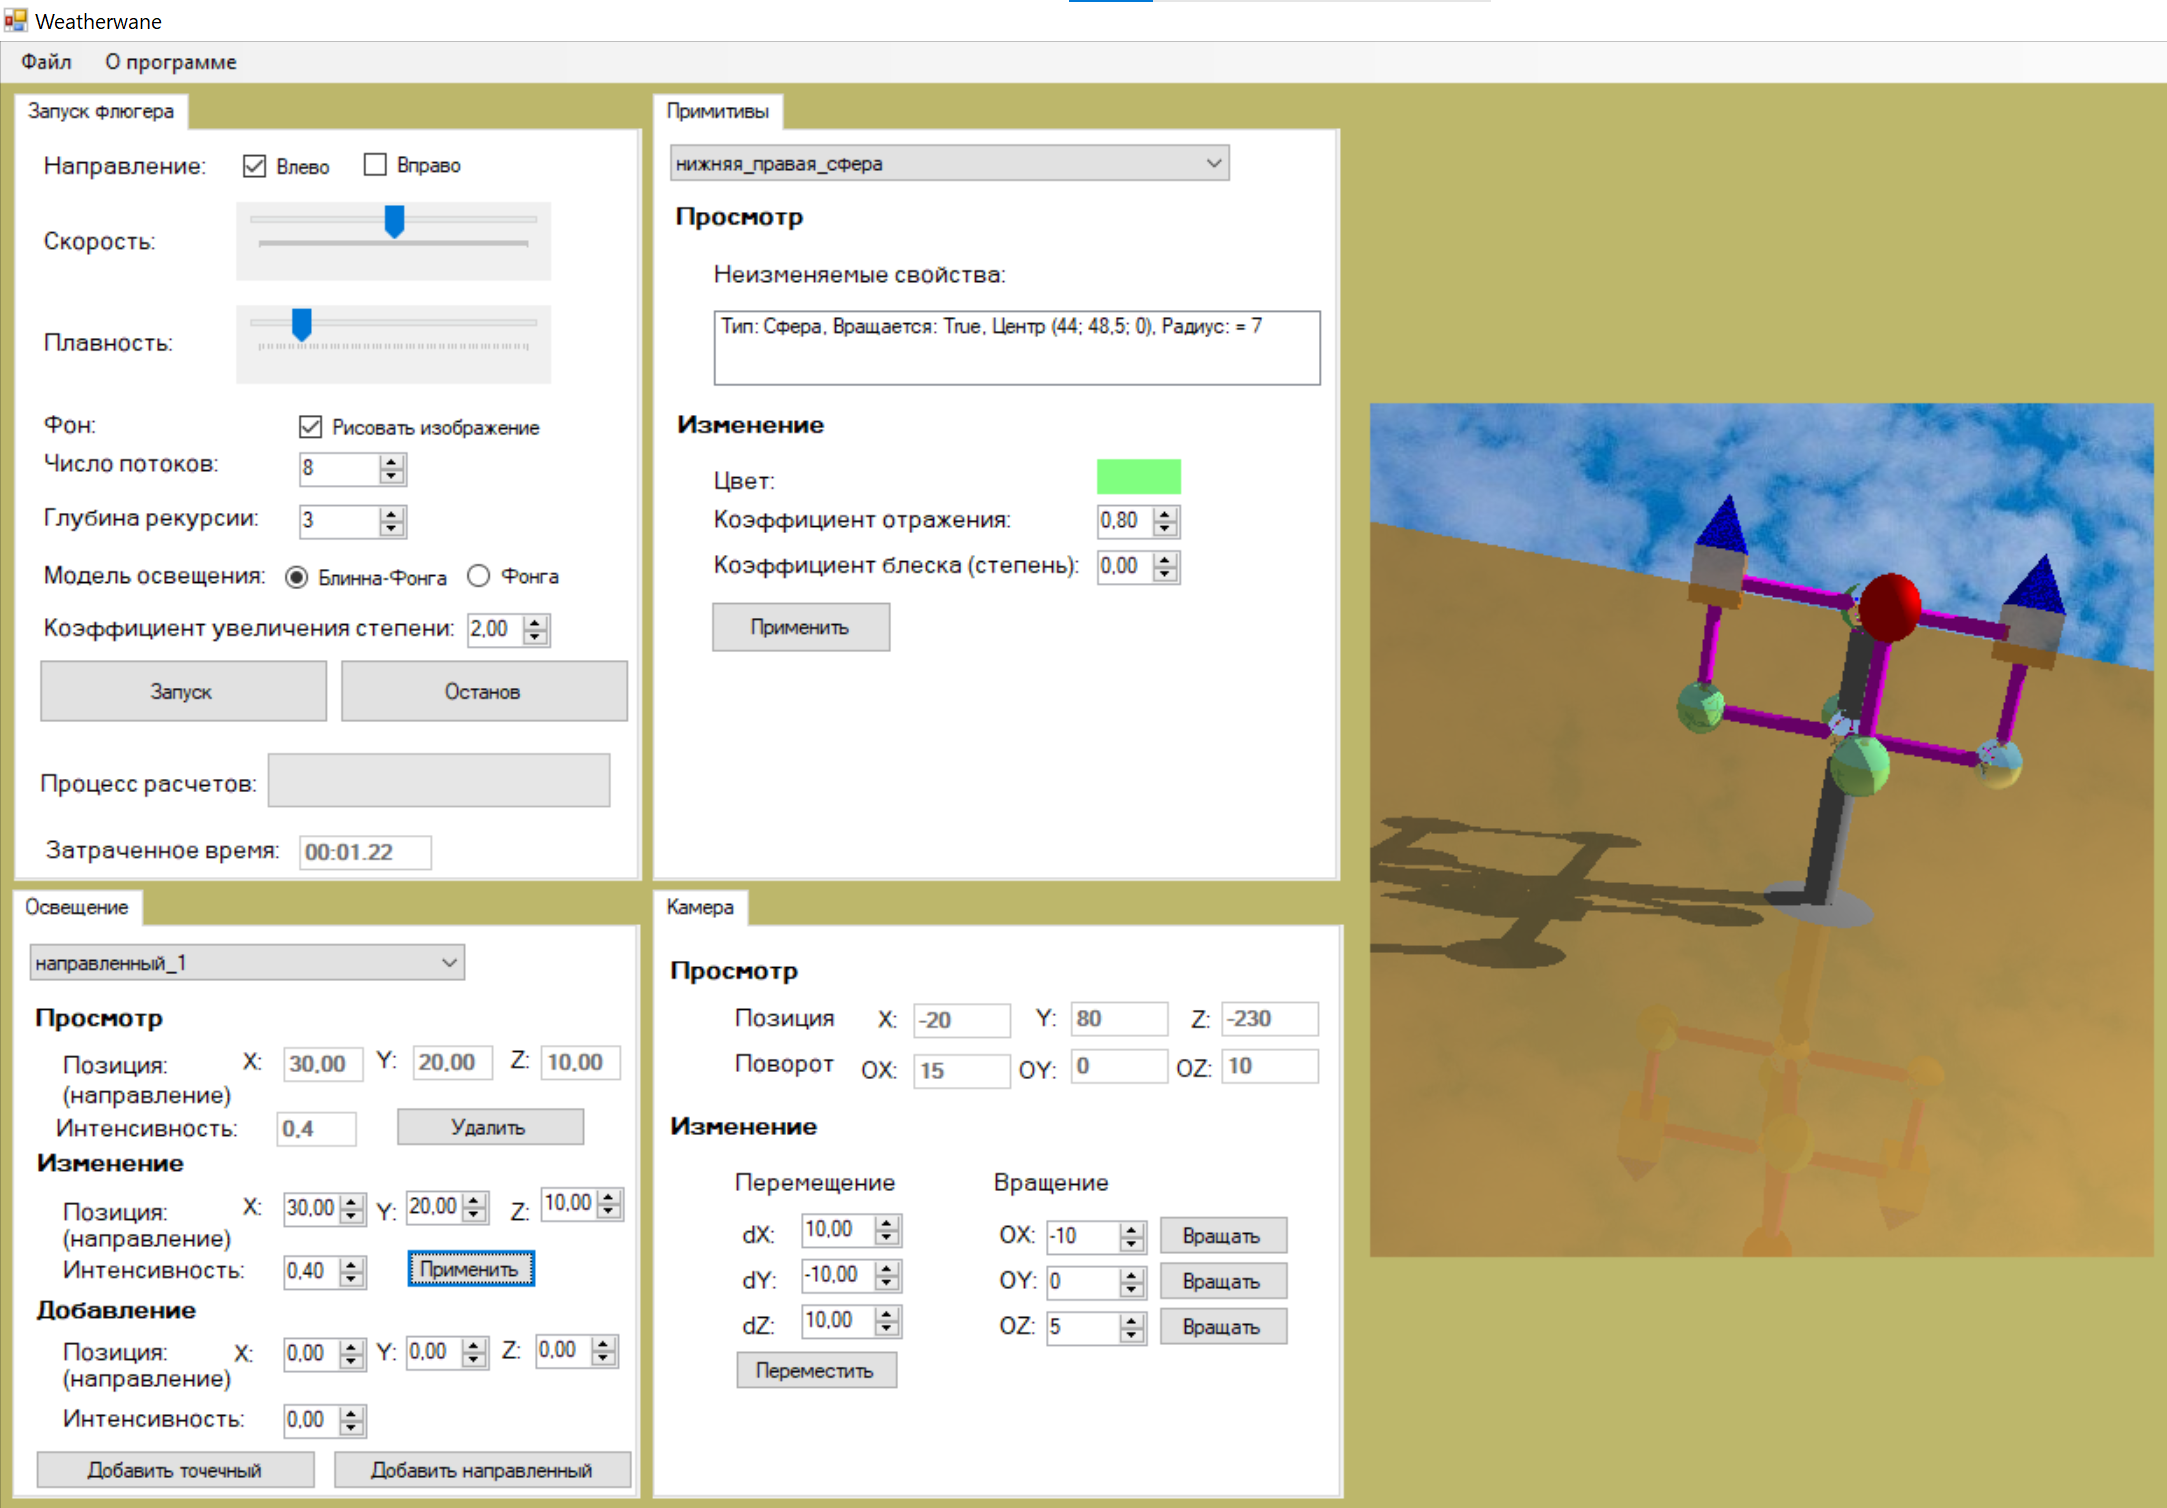 Weatherwane
Файл О программе
Запуск флюгера
Направление: Влево Вправо
Скорость:
Плавность:
Фон: Рисовать изображение
Число потоков: 8
Глубина рекурсии: 3
Модель освещения: Блинна-Фонга Фонга
Коэффициент увеличения степени: 2,00
Запуск Останов
Процесс расчетов:
Затраченное время: 00:01.22
Примитивы
нижняя_правая_сфера
Просмотр
Неизменяемые свойства:
Тип: Сфера, Вращается: True, Центр (44; 48,5; 0), Радиус: = 7
Изменение
Цвет:
Коэффициент отражения: 0,80
Коэффициент блеска (степень): 0,00
Применить
Освещение
направленный_1
Просмотр
Позиция: X: 30,00 Y: 20,00 Z: 10,00
(направление)
Интенсивность: 0,4 Удалить
Изменение
Позиция: X: 30,00 Y: 20,00 Z: 10,00
(направление)
Интенсивность: 0,40 Применить
Добавление
Позиция: X: 0,00 Y: 0,00 Z: 0,00
(направление)
Интенсивность: 0,00
Добавить точечный Добавить направленный
Камера
Просмотр
Позиция X: -20 Y: 80 Z: -230
Поворот OX: 15 OY: 0 OZ: 10
Изменение
Перемещение Вращение
dX: 10,00 OX: -10 Вращать
dY: -10,00 OY: 0 Вращать
dZ: 10,00 OZ: 5 Вращать
Переместить